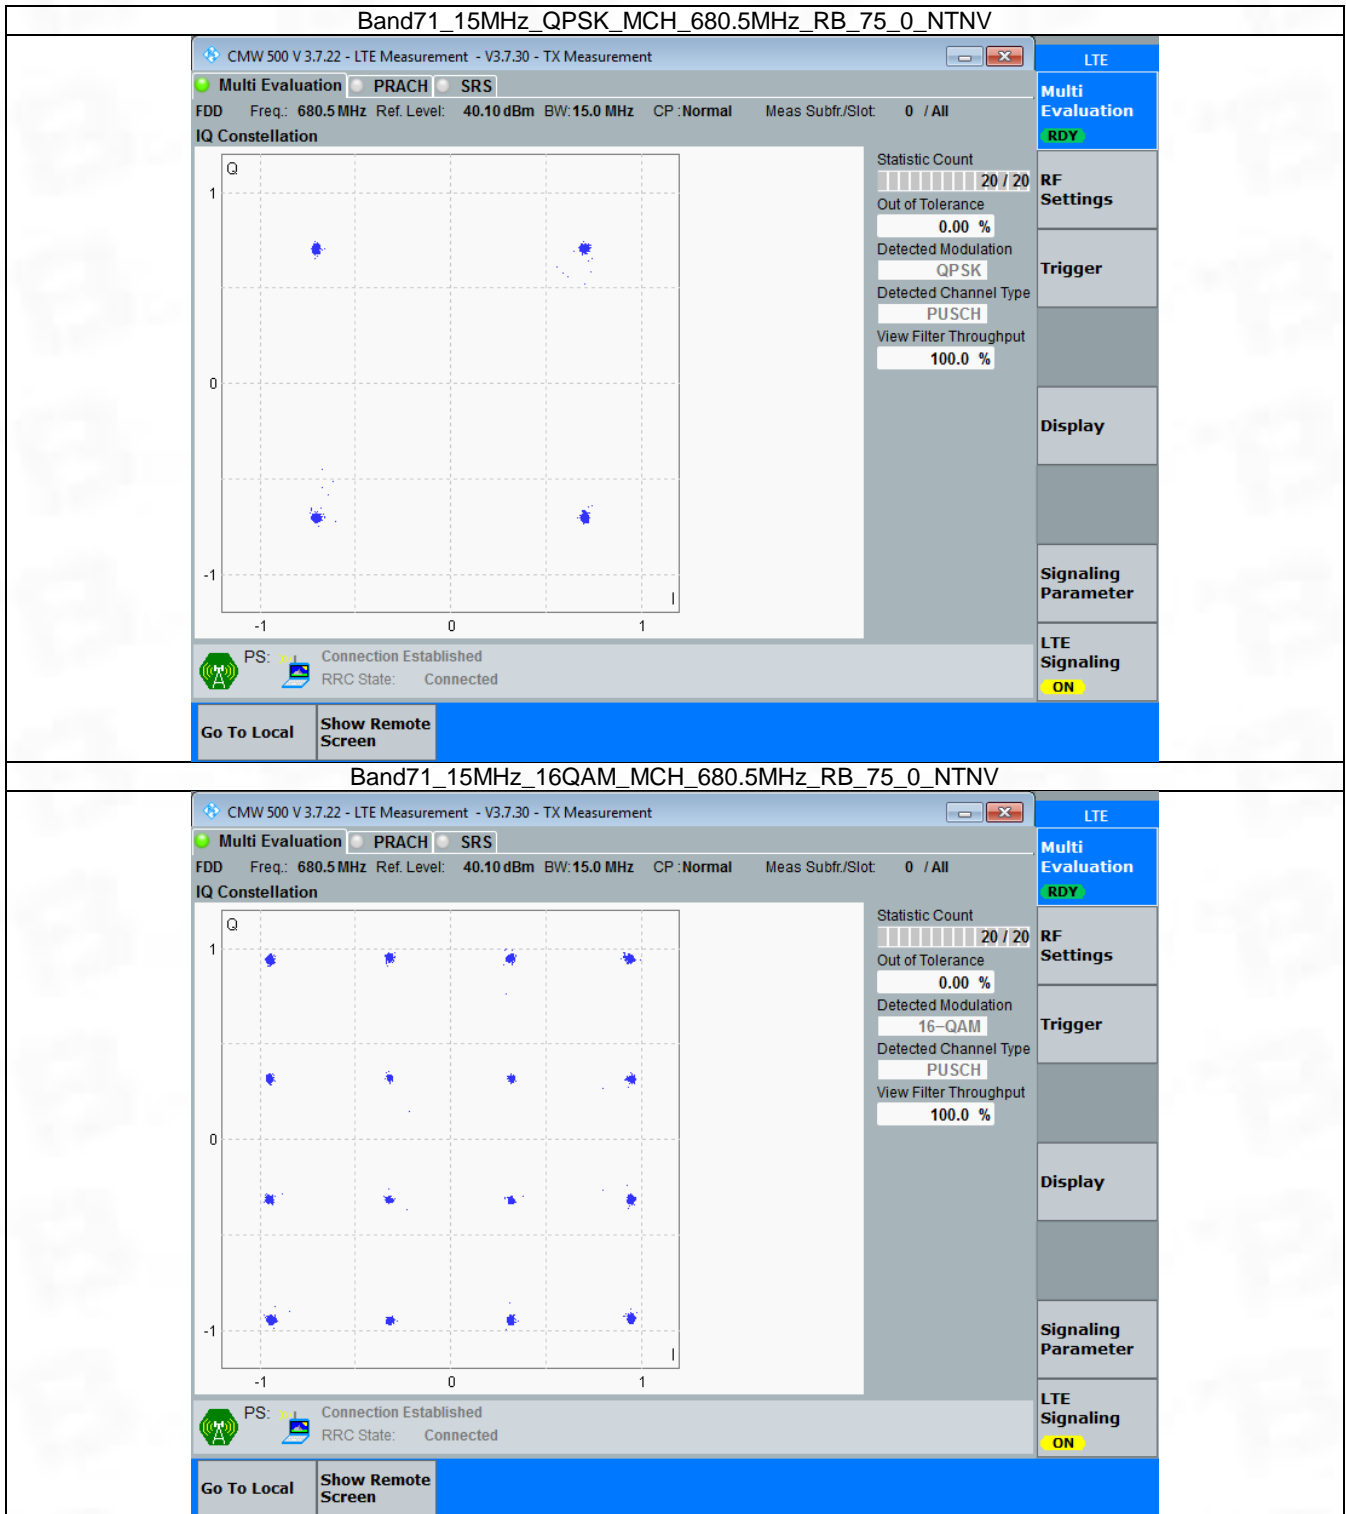 Band71_15MHz_QPSK_MCH_680.5MHz_RB_75_0_NTNV
CMW 500 V 3.7.22 - LTE Measurement - V3.7.30 - TX Measurement
LTE
Multi Evaluation PRACH SRS
Multi Evaluation
RDY
FDD Freq.: 680.5 MHz Ref. Level: 40.10 dBm BW: 15.0 MHz CP : Normal Meas Subfr./Slot: 0 / All
IQ Constellation
Q
1
0
-1
-1 0 1
I
Statistic Count
20 / 20
Out of Tolerance
0.00 %
Detected Modulation
QPSK
Detected Channel Type
PUSCH
View Filter Throughput
100.0 %
RF
Settings
Trigger
Display
Signaling
Parameter
LTE
Signaling
ON
PS: Connection Established
RRC State: Connected
Go To Local
Show Remote
Screen
Band71_15MHz_16QAM_MCH_680.5MHz_RB_75_0_NTNV
CMW 500 V 3.7.22 - LTE Measurement - V3.7.30 - TX Measurement
LTE
Multi Evaluation PRACH SRS
Multi Evaluation
RDY
FDD Freq.: 680.5 MHz Ref. Level: 40.10 dBm BW: 15.0 MHz CP : Normal Meas Subfr./Slot: 0 / All
IQ Constellation
Q
1
0
-1
-1 0 1
I
Statistic Count
20 / 20
Out of Tolerance
0.00 %
Detected Modulation
16-QAM
Detected Channel Type
PUSCH
View Filter Throughput
100.0 %
RF
Settings
Trigger
Display
Signaling
Parameter
LTE
Signaling
ON
PS: Connection Established
RRC State: Connected
Go To Local
Show Remote
Screen